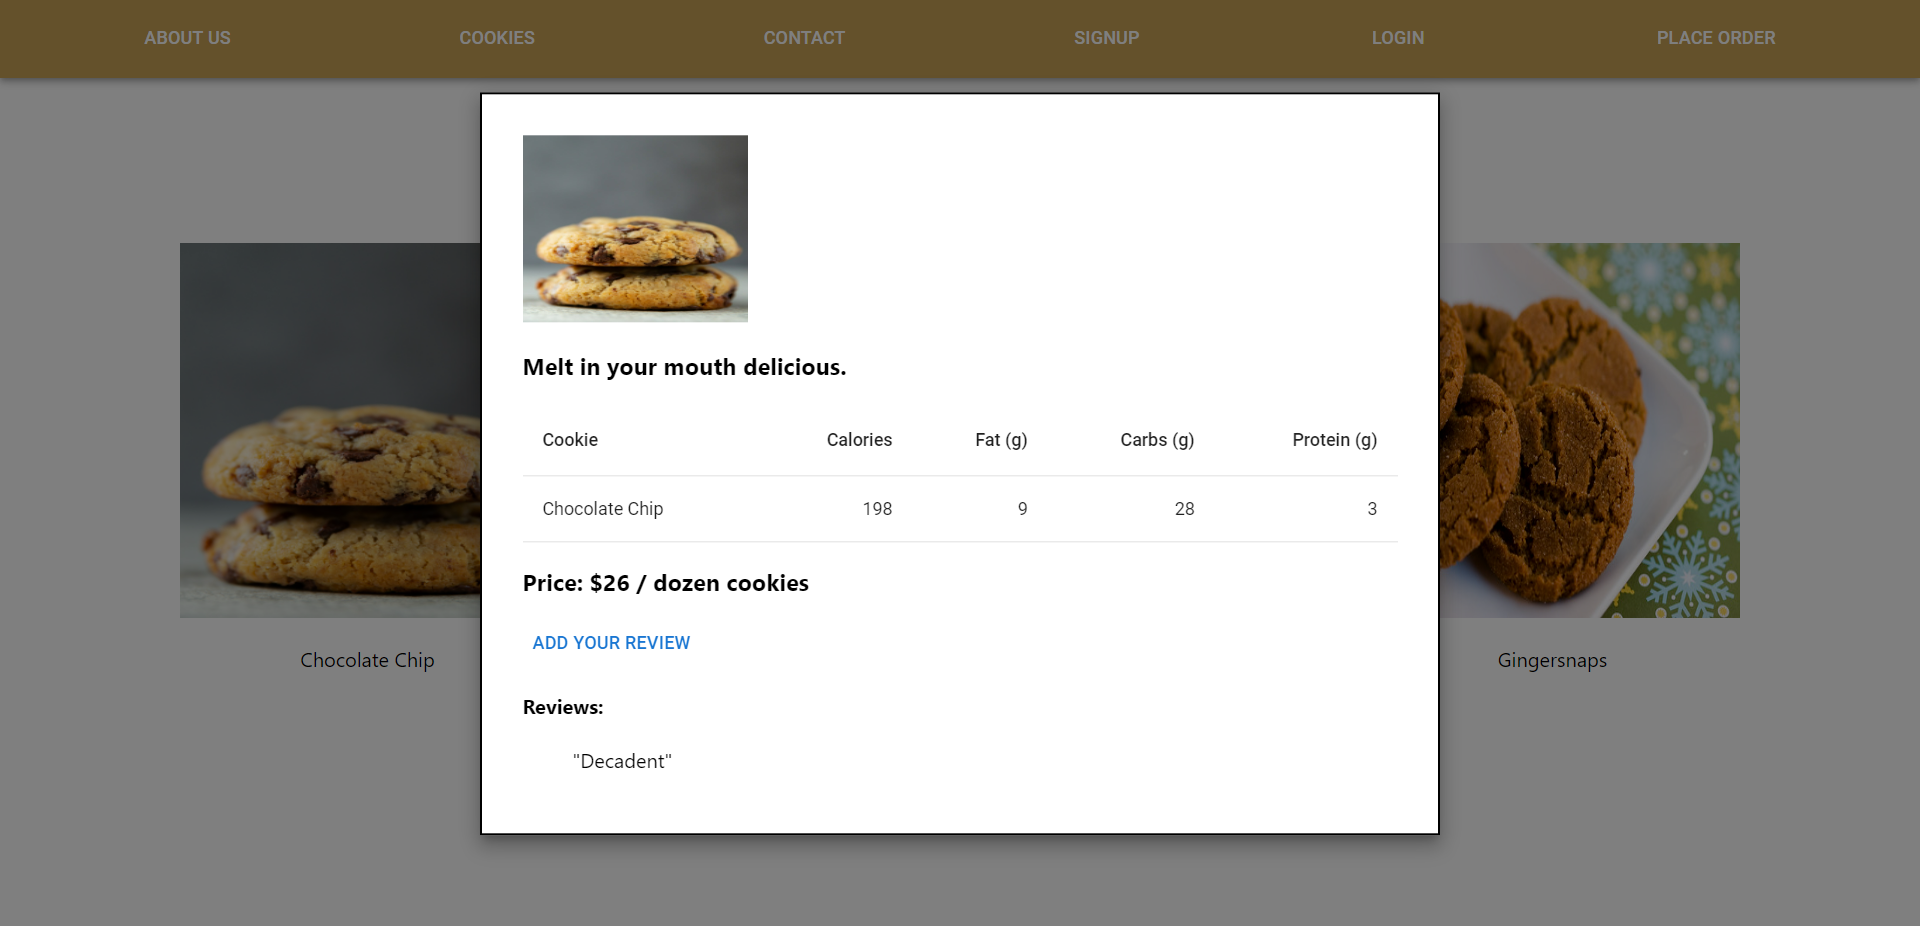 ABOUT US COOKIES CONTACT SIGNUP LOGIN PLACE ORDER
Melt in your mouth delicious.
Cookie Calories Fat (g) Carbs (g) Protein (g)
Chocolate Chip 198 9 28 3
Price: $26 / dozen cookies
ADD YOUR REVIEW
Reviews:
"Decadent"
Chocolate Chip
Gingersnaps